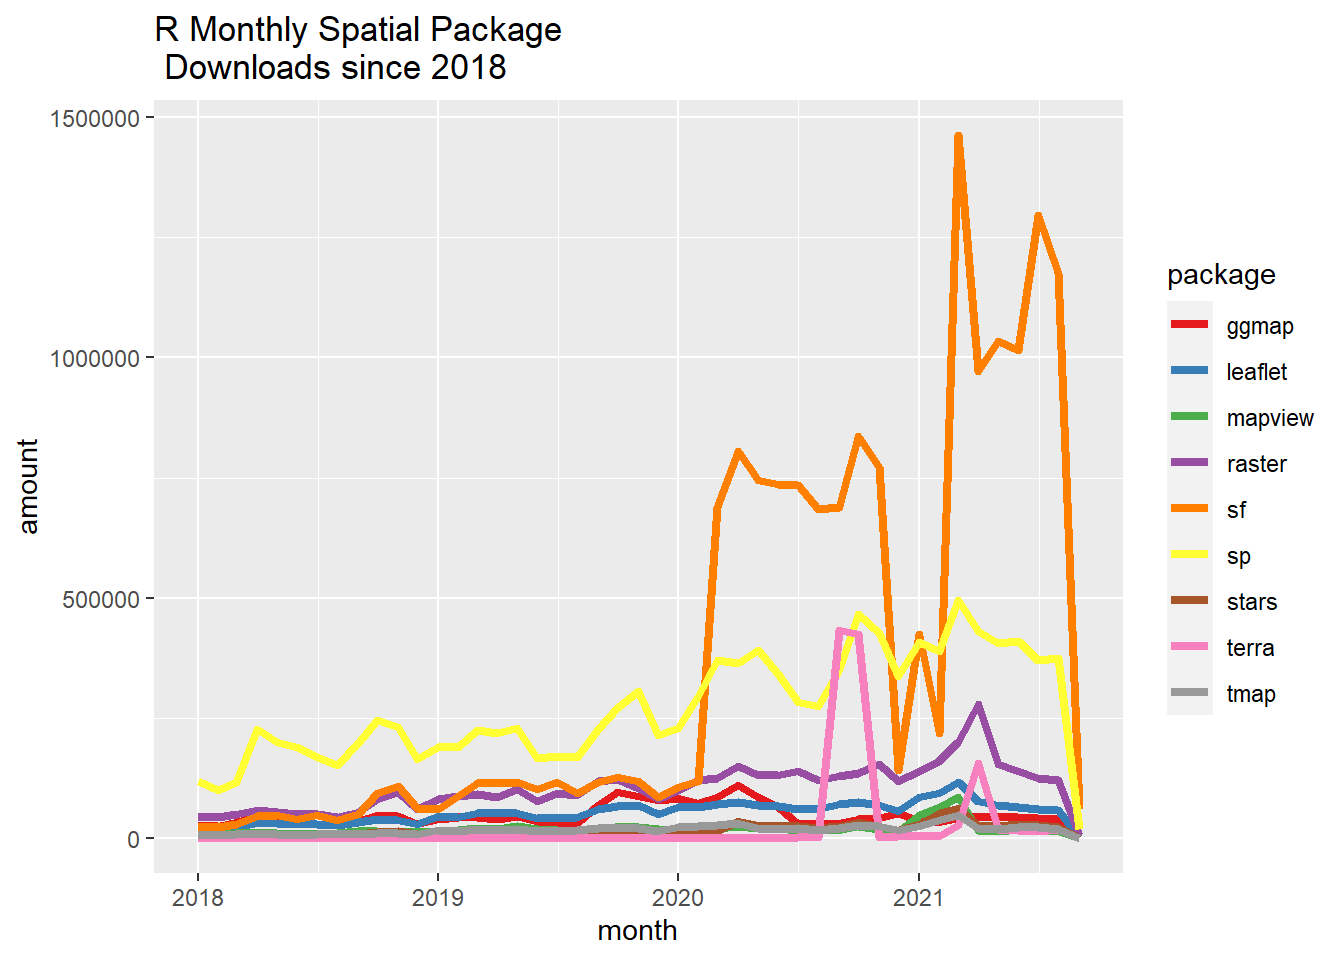 R Monthly Spatial Package
Downloads since 2018
1500000
1000000
500000
0
amount
2018
2019
2020
2021
month
package
ggmap
leaflet
mapview
raster
sf
sp
stars
terra
tmap